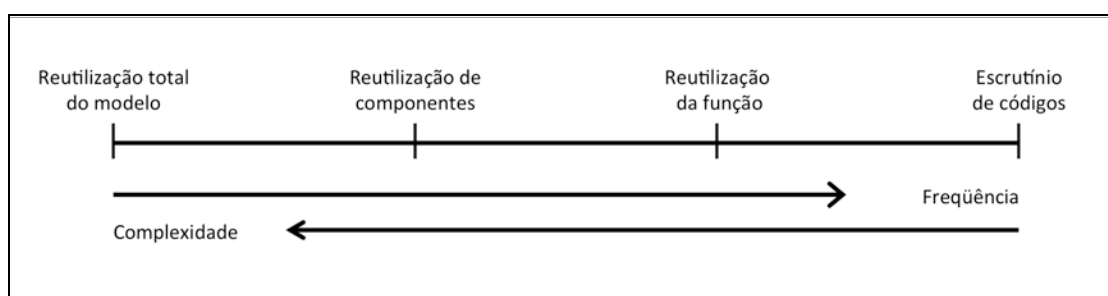 Reutilização total
do modelo
Reutilização de
componentes
Reutilização
da função
Escrutínio
de códigos
Freqüência
Complexidade